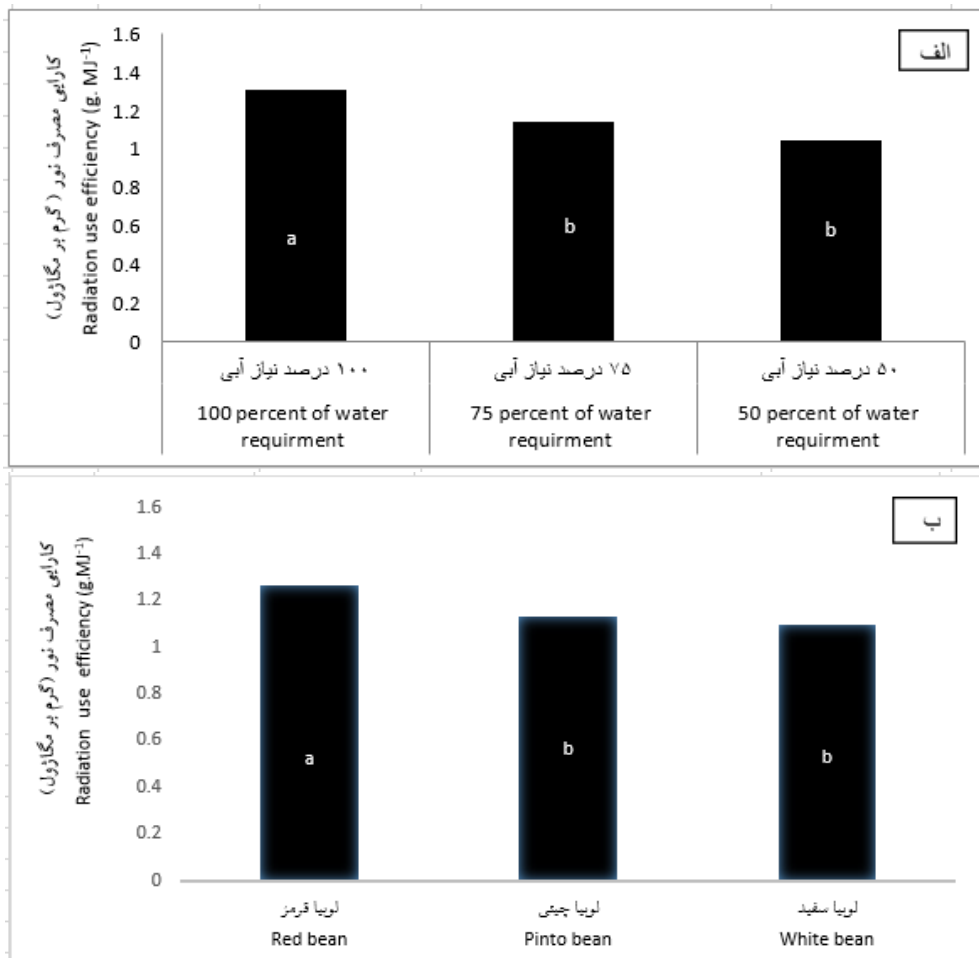 الف
کارایی مصرف نور ( گرم بر مگاژول)
Radiation use efficiency (g. MJ-1)
1.6
1.4
1.2
1
0.8
0.6
0.4
0.2
0
a
b
b
۱۰۰ درصد نیاز آبی
۷۵ درصد نیاز آبی
۵۰ درصد نیاز آبی
100 percent of water
requirment
75 percent of water
requirment
50 percent of water
requirment
ب
کارایی مصرف نور (گرم بر مگاژول)
Radiation use efficiency (g.MJ-1)
1.6
1.4
1.2
1
0.8
0.6
0.4
0.2
0
a
b
b
لوبیا قرمز
لوبیا چیتی
لوبیا سفید
Red bean
Pinto bean
White bean